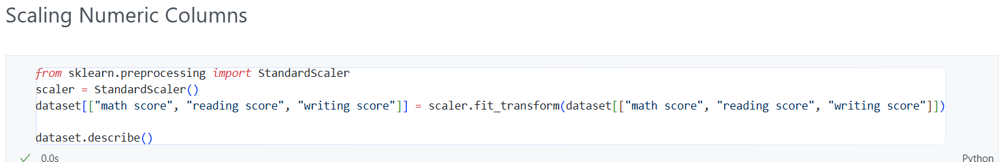 Scaling Numeric Columns
from sklearn.preprocessing import StandardScaler
scaler = StandardScaler()
dataset[["math score", "reading score", "writing score"]] = scaler.fit_transform(dataset[["math score", "reading score", "writing score"]])
dataset.describe()
0.0s
Python